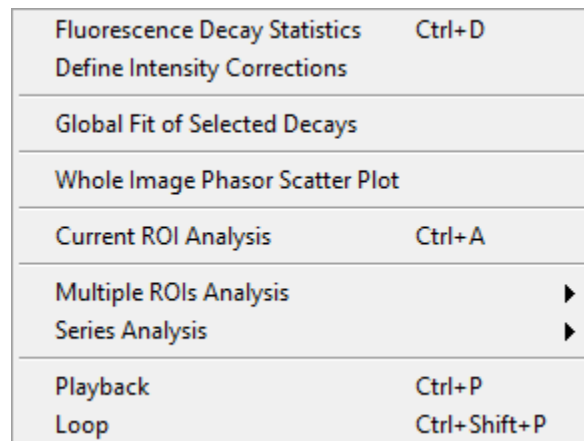 Fluorescence Decay Statistics Ctrl+D
Define Intensity Corrections
Global Fit of Selected Decays
Whole Image Phasor Scatter Plot
Current ROI Analysis Ctrl+A
Multiple ROIs Analysis
Series Analysis
Playback Ctrl+P
Loop Ctrl+Shift+P